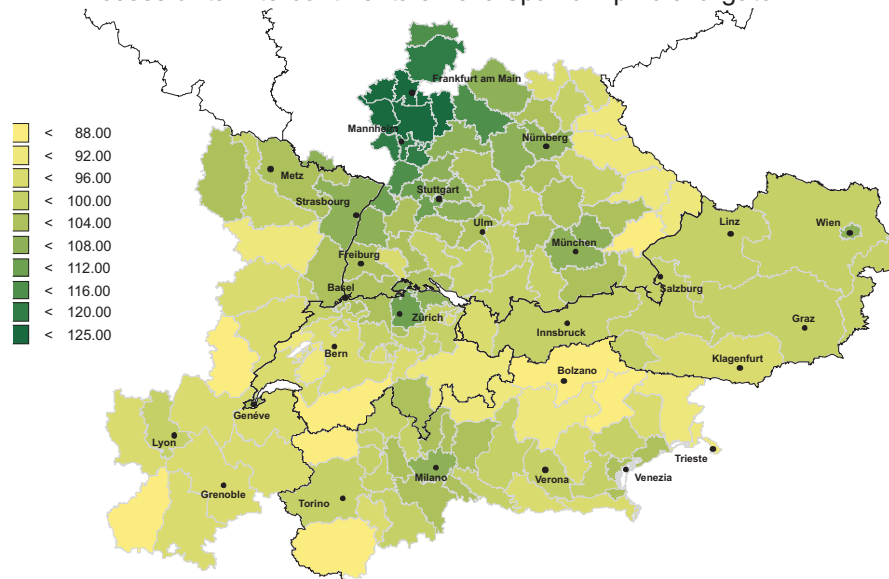 < 88.00
< 92.00
< 96.00
< 100.00
< 104.00
< 108.00
< 112.00
< 116.00
< 120.00
< 125.00
Frankfurt am Main
Mannheim
Nürnberg
Metz
Stuttgart
Strasbourg
Ulm
Linz
Wien
München
Freiburg
Basel
Salzburg
Zürich
Innsbruck
Graz
Bern
Klagenfurt
Bolzano
Genéve
Lyon
Trieste
Milano
Verona
Venezia
Grenoble
Torino